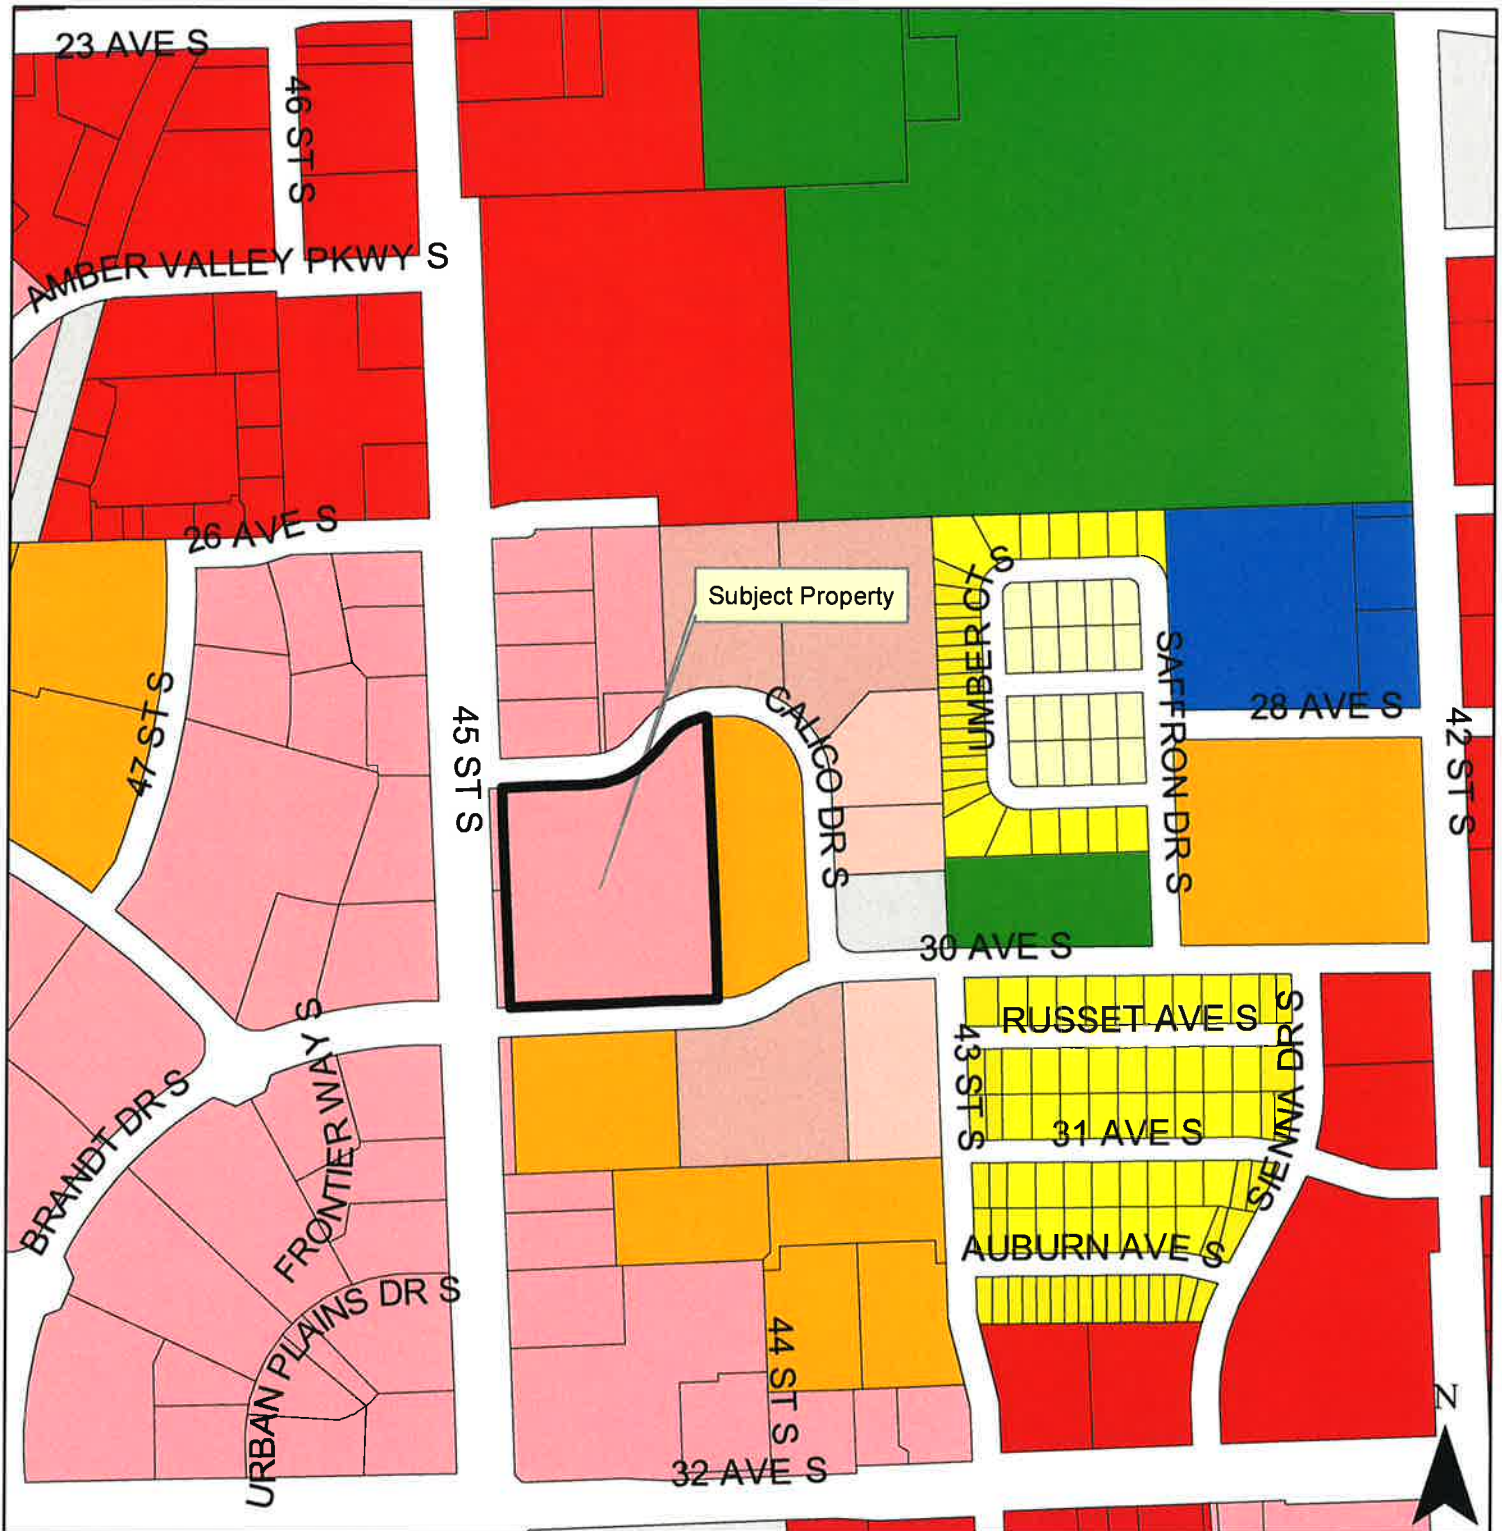 23 AVE S
46 ST S
AMBER VALLEY PKWY S
26 AVE S
Subject Property
UMBER CT S
SAFFRON DR S
28 AVE S
47 ST S
45 ST S
CALICO DR S
42 ST S
30 AVE S
RUSSET AVE S
43 ST S
SIENNA DR S
31 AVE S
BRANDT DR S
FRONTIER WAY S
AUBURN AVE S
URBAN PLAINS DR S
44 ST S
32 AVE S
N